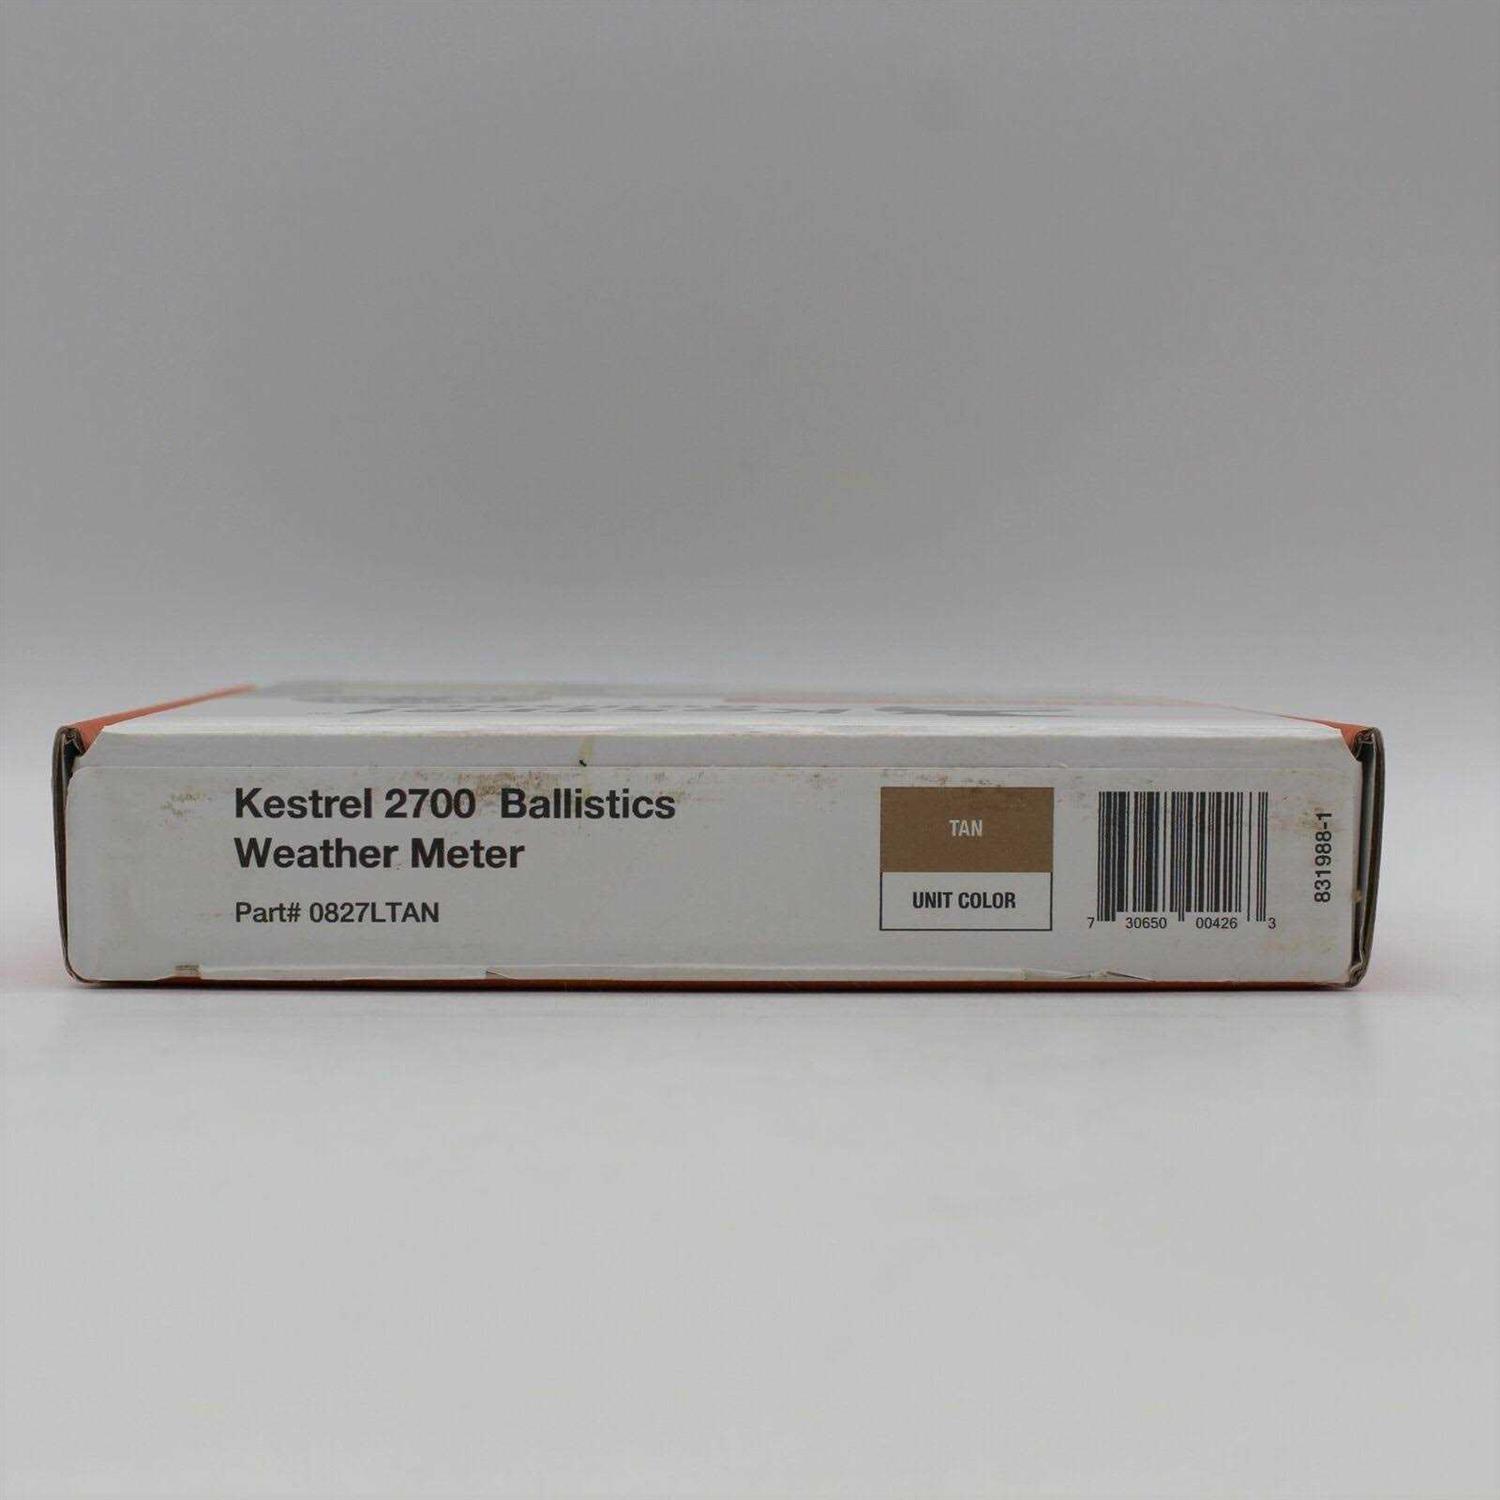 Kestrel 2700 Ballistics
Weather Meter
Part# 0827LTAN
TAN
UNIT COLOR
7 30650 00426 3
831988-1